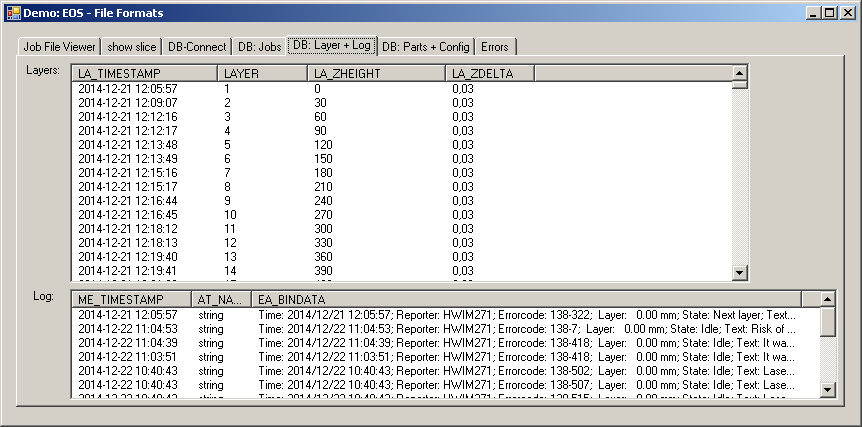 Demo: EOS - File Formats
Job File Viewer show slice DB-Connect DB: Jobs DB: Layer + Log DB: Parts + Config Errors
Layers:
LA_TIMESTAMP LAYER LA_ZHEIGHT LA_ZDELTA
2014-12-21 12:05:57 1 0 0,03
2014-12-21 12:09:07 2 30 0,03
2014-12-21 12:12:16 3 60 0,03
2014-12-21 12:12:17 4 90 0,03
2014-12-21 12:13:48 5 120 0,03
2014-12-21 12:13:49 6 150 0,03
2014-12-21 12:15:16 7 180 0,03
2014-12-21 12:15:17 8 210 0,03
2014-12-21 12:16:44 9 240 0,03
2014-12-21 12:16:45 10 270 0,03
2014-12-21 12:18:12 11 300 0,03
2014-12-21 12:18:13 12 330 0,03
2014-12-21 12:19:40 13 360 0,03
2014-12-21 12:19:41 14 390 0,03
Log:
ME_TIMESTAMP AT_NA... EA_BINDATA
2014-12-21 12:05:57 string Time: 2014/12/21 12:05:57; Reporter: HWIM271; Errorcode: 138-322; Layer: 0.00 mm; State: Next layer; Text...
2014-12-22 11:04:53 string Time: 2014/12/22 11:04:53; Reporter: HWIM271; Errorcode: 138-7; Layer: 0.00 mm; State: Idle; Text: Risk of ...
2014-12-22 11:04:39 string Time: 2014/12/22 11:04:39; Reporter: HWIM271; Errorcode: 138-418; Layer: 0.00 mm; State: Idle; Text: It wa...
2014-12-22 11:03:51 string Time: 2014/12/22 11:03:51; Reporter: HWIM271; Errorcode: 138-418; Layer: 0.00 mm; State: Idle; Text: It wa...
2014-12-22 10:40:43 string Time: 2014/12/22 10:40:43; Reporter: HWIM271; Errorcode: 138-502; Layer: 0.00 mm; State: Idle; Text: Lase...
2014-12-22 10:40:43 string Time: 2014/12/22 10:40:43; Reporter: HWIM271; Errorcode: 138-507; Layer: 0.00 mm; State: Idle; Text: Lase...